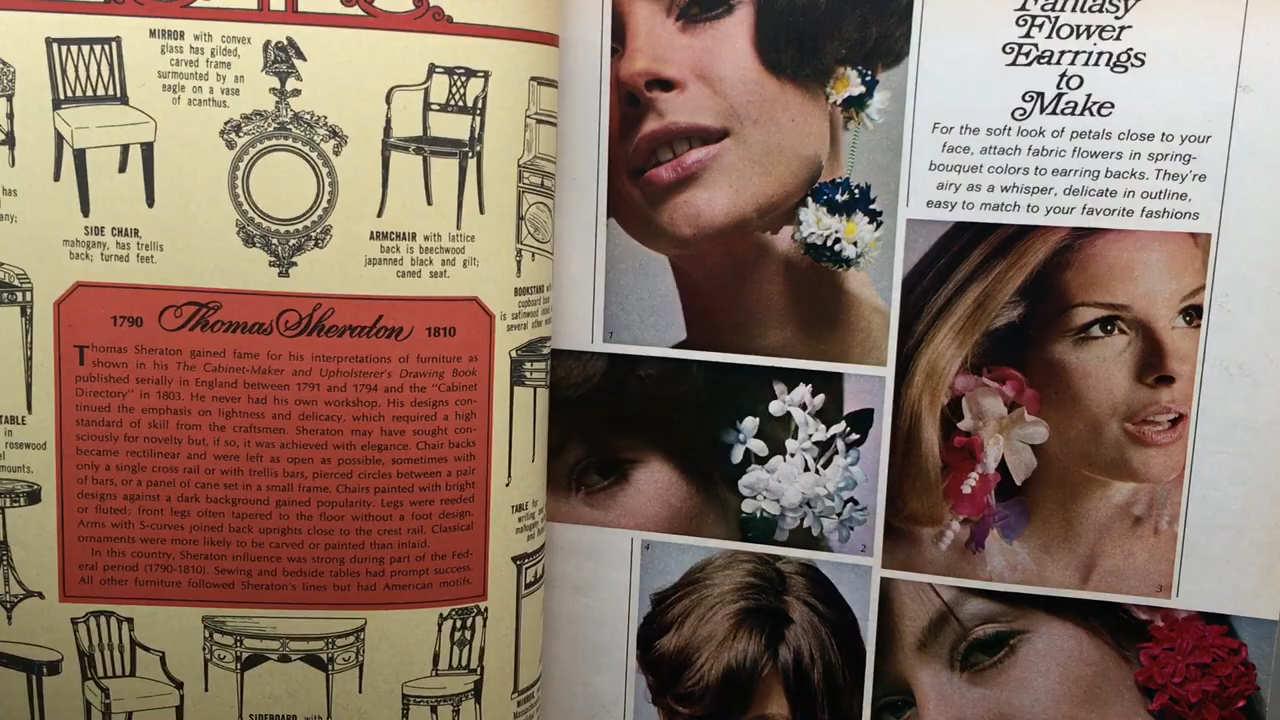 MIRROR with convex
glass has gilded,
carved frame
surmounted by an
eagle on a vase
of acanthus.
has
any;
SIDE CHAIR,
mahogany, has trellis
back; turned feet.
ARMCHAIR with lattice
back is beechwood
japanned black and gilt;
caned seat.
BOOKSTAND
cupboard base
is satinwood inlaid
several other
1790 Thomas Sheraton 1810
Thomas Sheraton gained fame for his interpretations of furniture as
shown in his The Cabinet-Maker and Upholsterer's Drawing Book
published serially in England between 1791 and 1794 and the "Cabinet
Directory" in 1803. He never had his own workshop. His designs con-
tinued the emphasis on lightness and delicacy, which required a high
standard of skill from the craftsmen. Sheraton may have sought con-
sciously for novelty but, if so, it was achieved with elegance. Chair backs
became rectilinear and were left as open as possible, sometimes with
only a single cross rail or with trellis bars, pierced circles between a pair
of bars, or a panel of cane set in a small frame. Chairs painted with bright
designs against a dark background gained popularity. Legs were reeded
or fluted; front legs often tapered to the floor without a foot design.
Arms with S-curves joined back uprights close to the crest rail. Classical
ornaments were more likely to be carved or painted than inlaid.
In this country, Sheraton influence was strong during part of the Fed-
eral period (1790-1810). Sewing and bedside tables had prompt success.
All other furniture followed Sheraton's lines but had American motifs.
TABLE
in
rosewood
el
mounts.
TABLE for
writing
mahogany
SIDEBOARD with
MIRROR,
Fantasy
Flower
Earrings
to
Make
For the soft look of petals close to your
face, attach fabric flowers in spring-
bouquet colors to earring backs. They're
airy as a whisper, delicate in outline,
easy to match to your favorite fashions
1
2
3
4